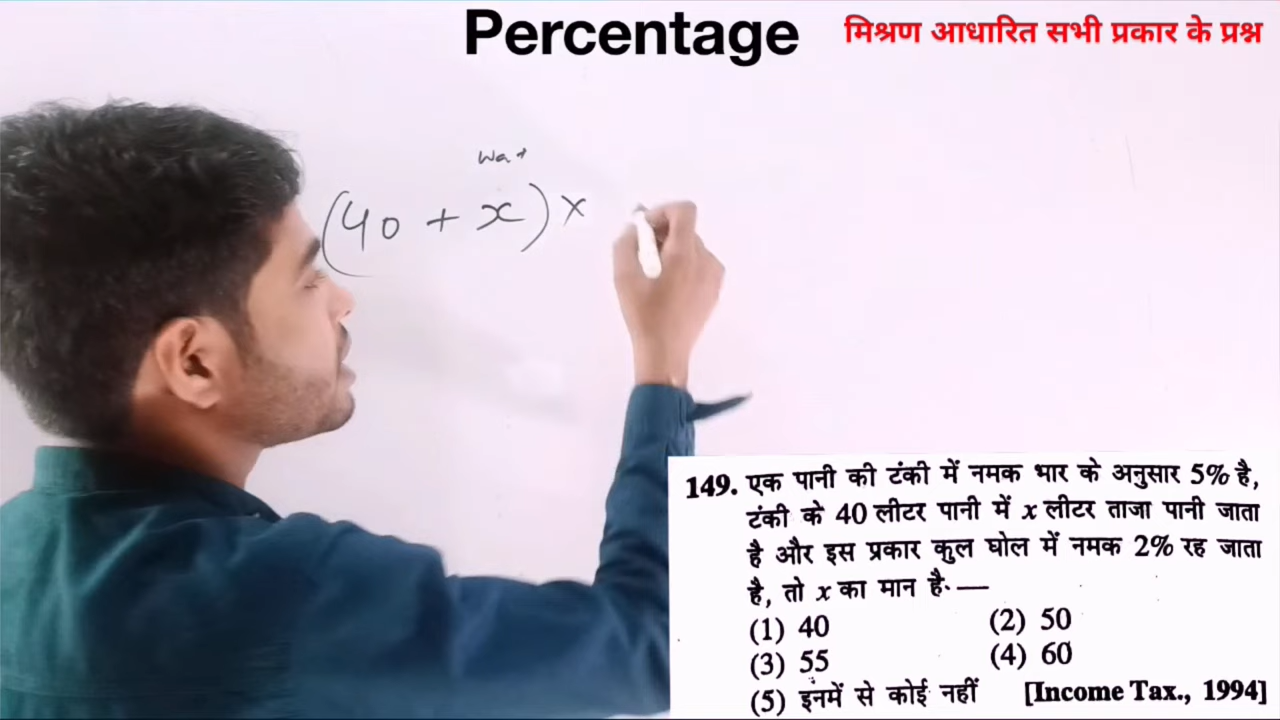 Percentage
मिश्रण आधारित सभी प्रकार के प्रश्न
wat
(40 + x) x
149. एक पानी की टंकी में नमक भार के अनुसार 5% है,
टंकी के 40 लीटर पानी में x लीटर ताजा पानी जाता
है और इस प्रकार कुल घोल में नमक 2% रह जाता
है, तो x का मान है·—
(1) 40 (2) 50
(3) 55 (4) 60
(5) इनमें से कोई नहीं [Income Tax., 1994]